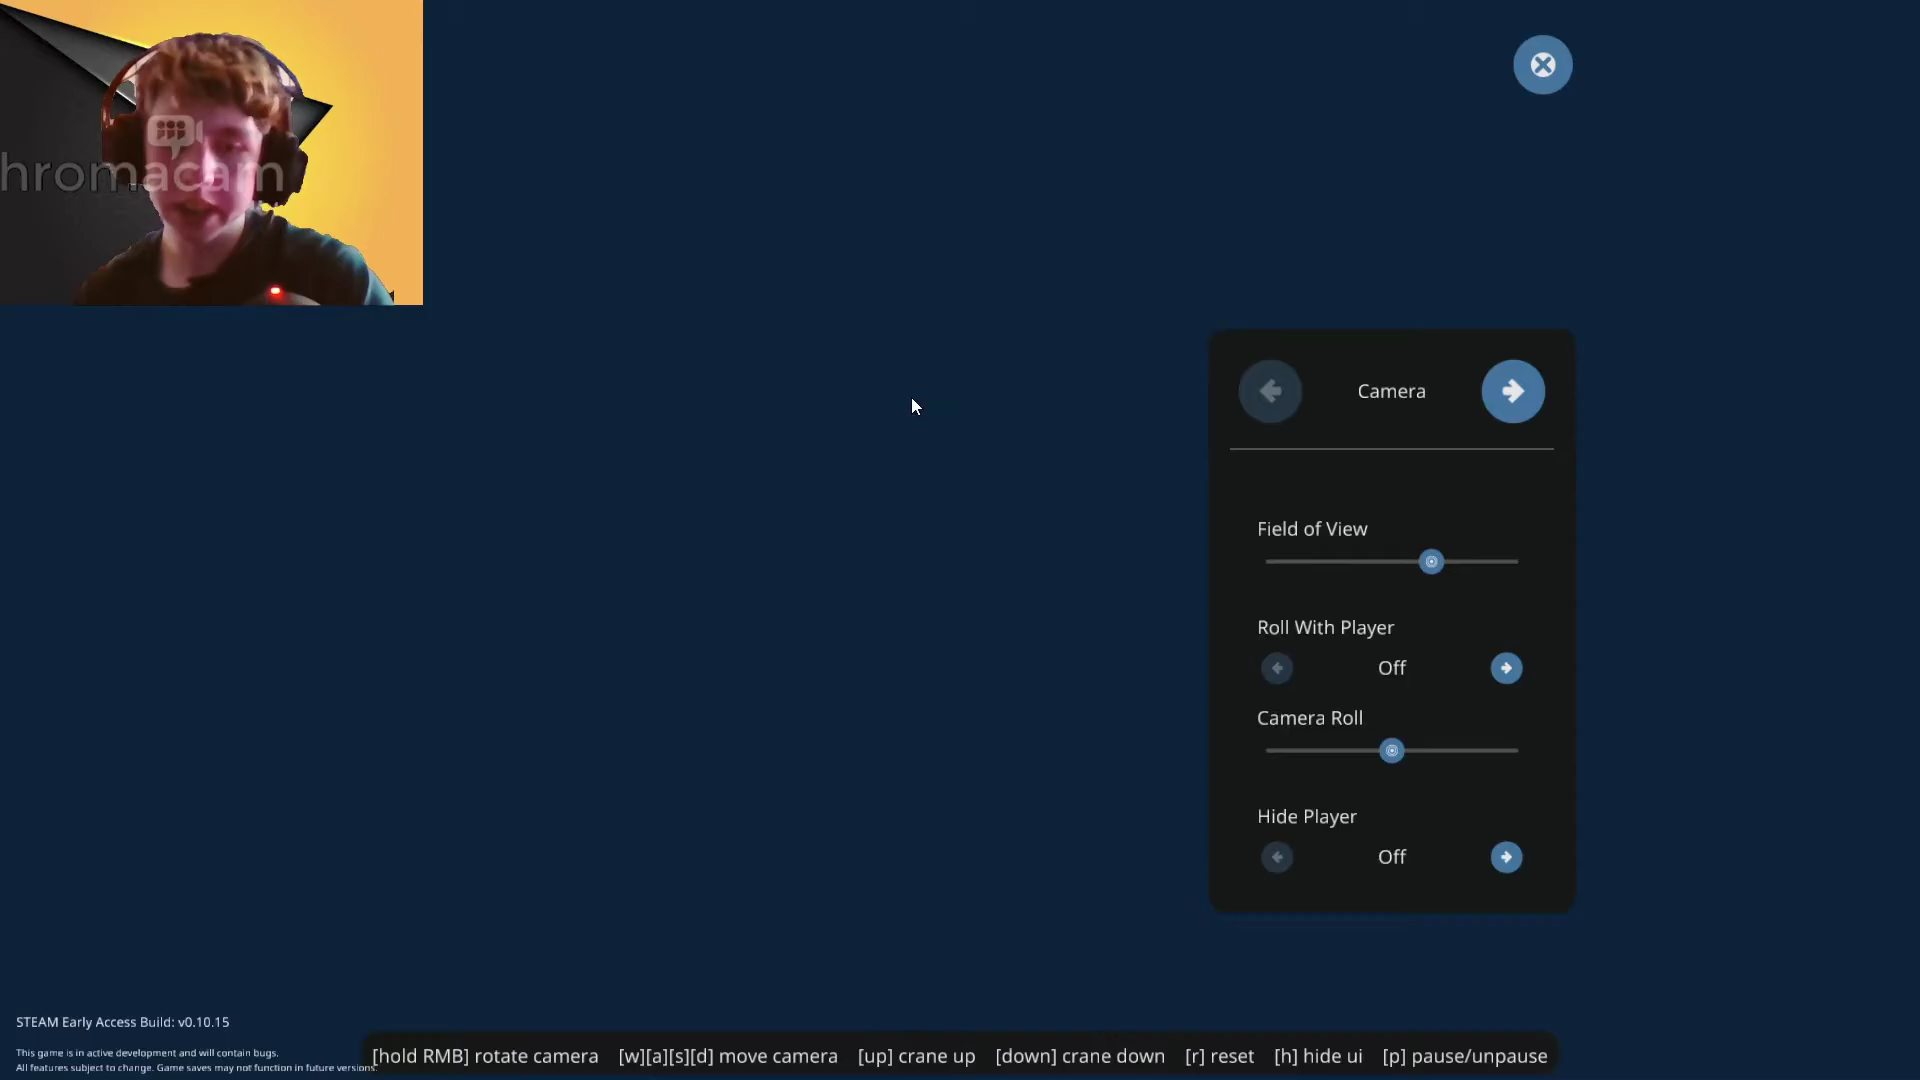 hromacam
Camera
Field of View
Roll With Player
Off
Camera Roll
Hide Player
Off
STEAM Early Access Build: v0.10.15
This game is in active development and will contain bugs.
All features subject to change. Game saves may not function in future versions.
[hold RMB] rotate camera [w][a][s][d] move camera [up] crane up [down] crane down [r] reset [h] hide ui [p] pause/unpause